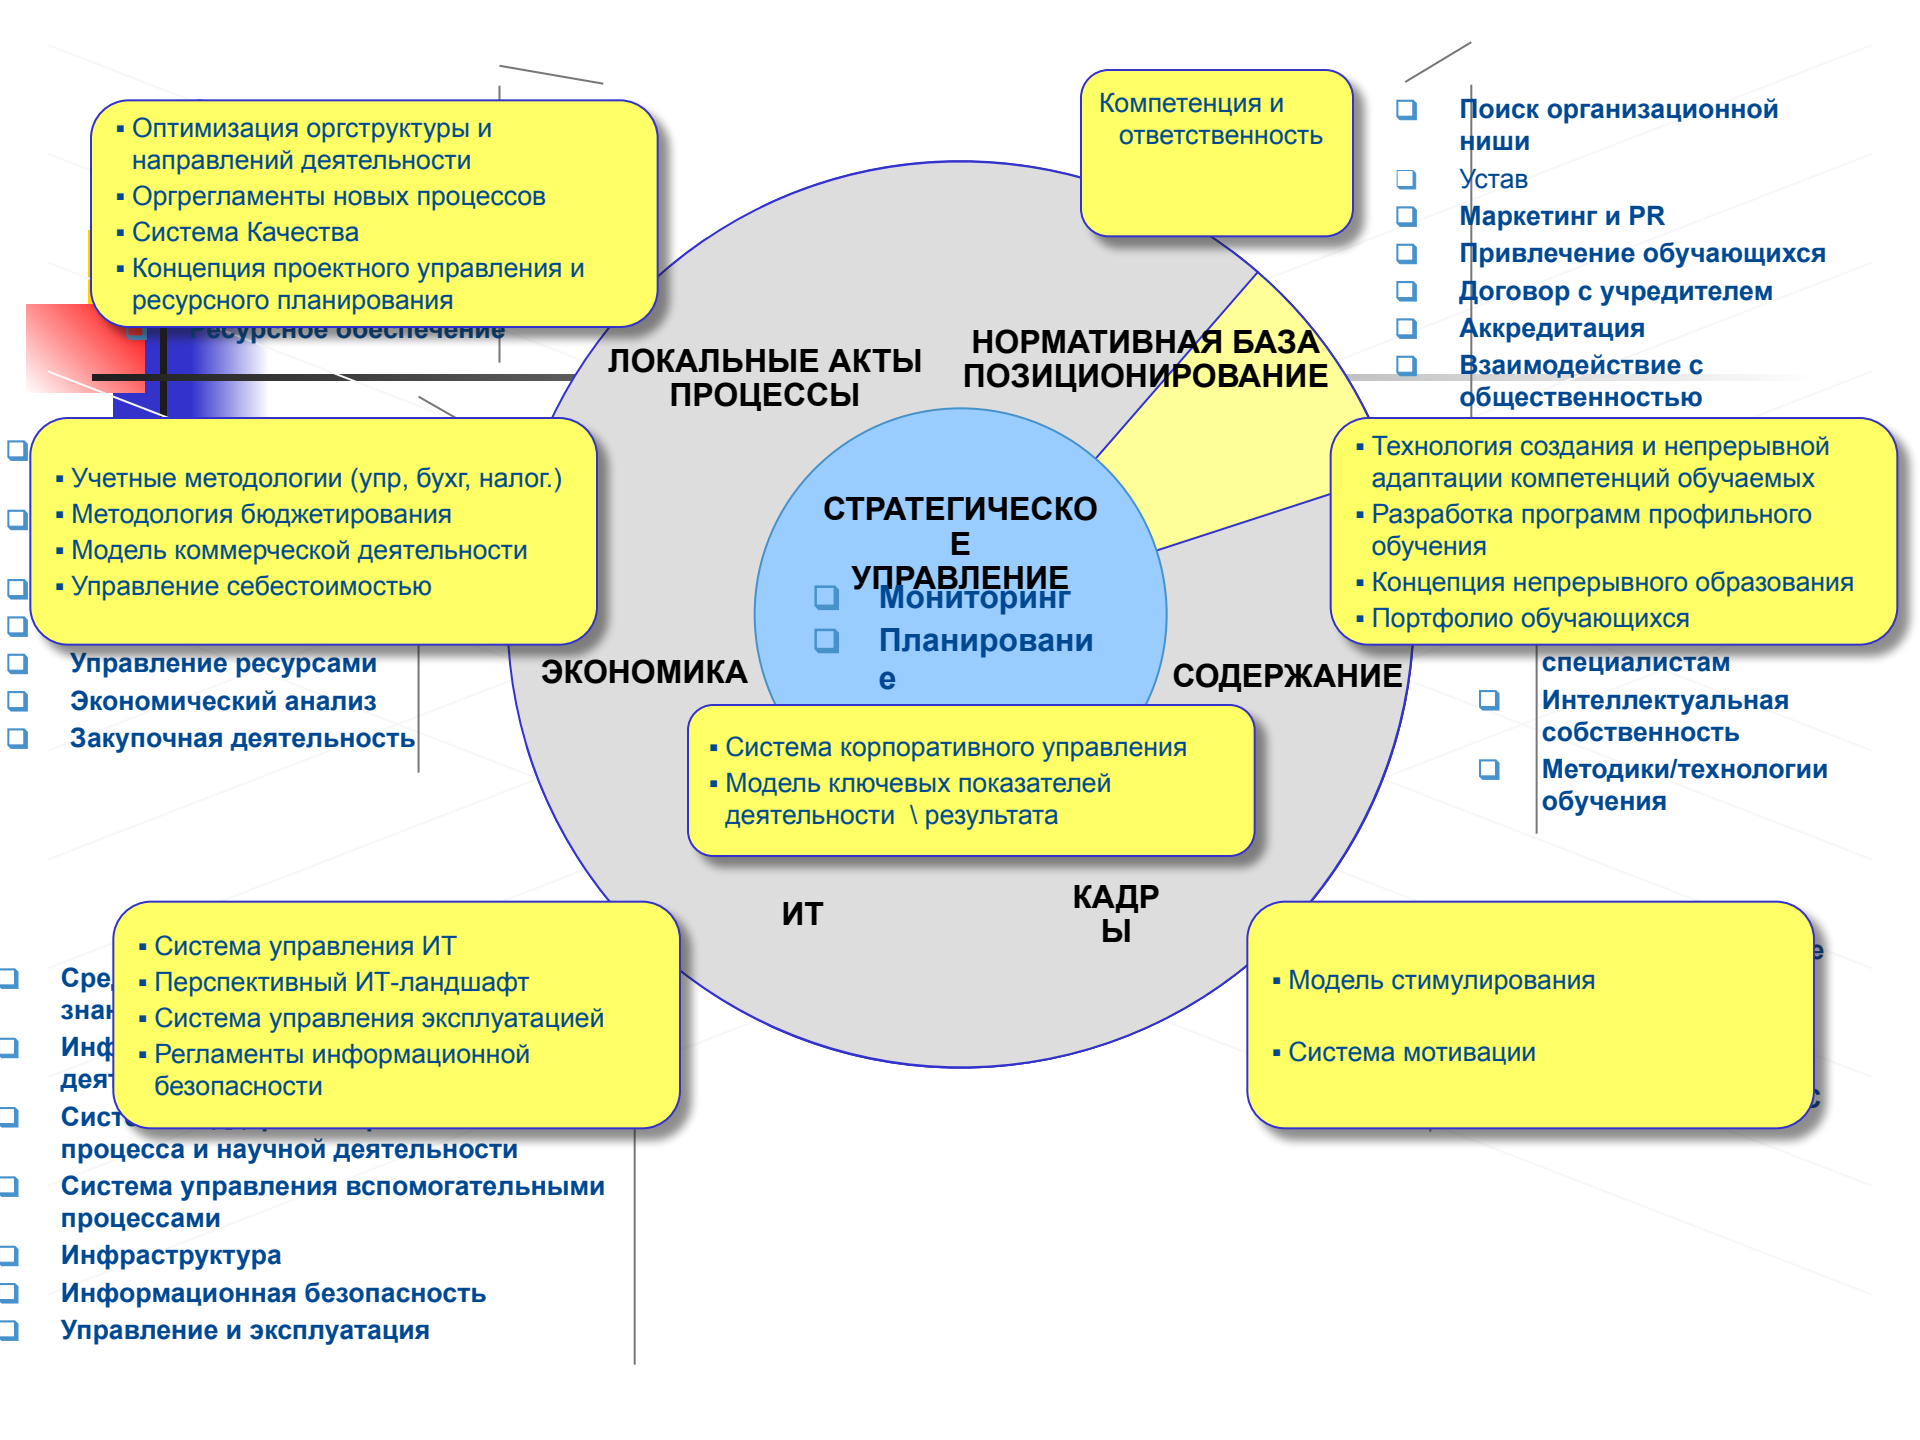 Оптимизация оргструктуры и
направлений деятельности
Оргрегламенты новых процессов
Система Качества
Концепция проектного управления и
ресурсного планирования
Ресурсное обеспечение
Компетенция и
ответственность
Поиск организационной
ниши
Устав
Маркетинг и PR
Привлечение обучающихся
Договор с учредителем
Аккредитация
Взаимодействие с
общественностью
ЛОКАЛЬНЫЕ АКТЫ
ПРОЦЕССЫ
НОРМАТИВНАЯ БАЗА
ПОЗИЦИОНИРОВАНИЕ
Учетные методологии (упр, бухг, налог.)
Методология бюджетирования
Модель коммерческой деятельности
Управление себестоимостью
Управление ресурсами
Экономический анализ
Закупочная деятельность
СТРАТЕГИЧЕСКО
Е
УПРАВЛЕНИЕ
Мониторинг
Планировани
е
Технология создания и непрерывной
адаптации компетенций обучаемых
Разработка программ профильного
обучения
Концепция непрерывного образования
Портфолио обучающихся
специалистам
Интеллектуальная
собственность
Методики/технологии
обучения
ЭКОНОМИКА
СОДЕРЖАНИЕ
Система корпоративного управления
Модель ключевых показателей
деятельности \ результата
ИТ
КАДР
Ы
Система управления ИТ
Перспективный ИТ-ландшафт
Система управления эксплуатацией
Регламенты информационной
безопасности
процесса и научной деятельности
Система управления вспомогательными
процессами
Инфраструктура
Информационная безопасность
Управление и эксплуатация
Модель стимулирования
Система мотивации